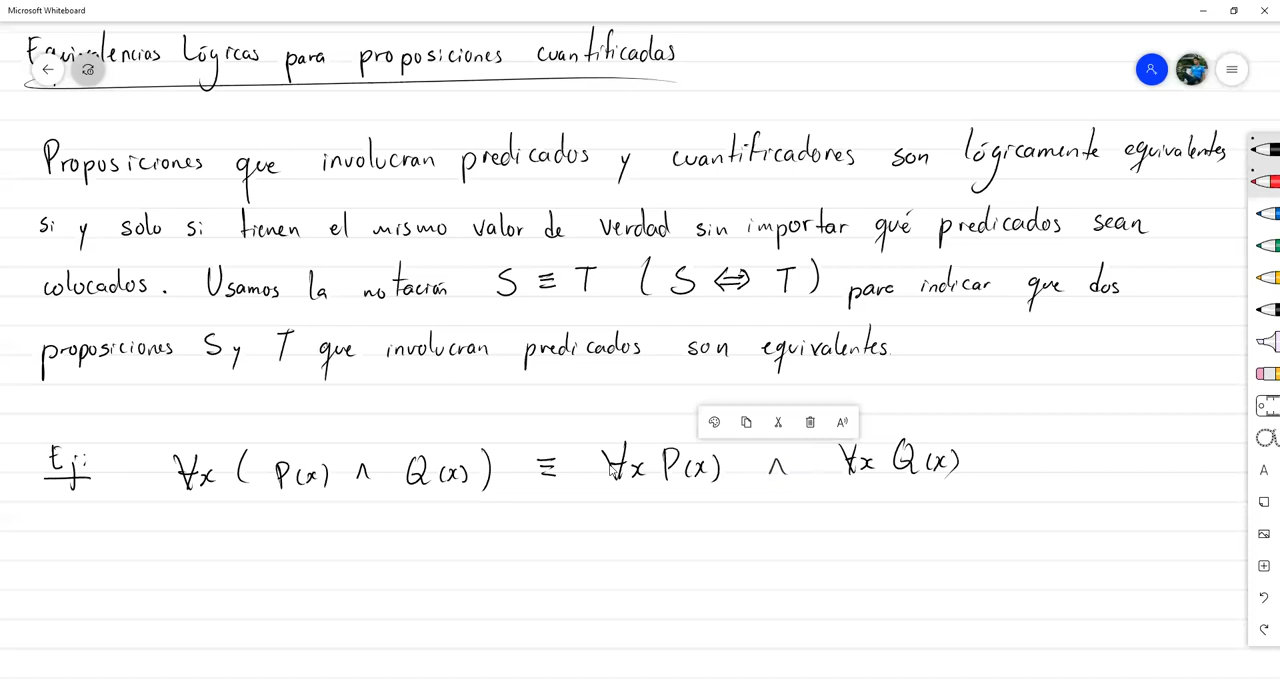 Microsoft Whiteboard
Equivalencias Lógicas para proposiciones cuantificadas
Proposiciones que involucran predicados y cuantificadores son lógicamente equivalentes
si y solo si tienen el mismo valor de verdad sin importar qué predicados sean
colocados. Usamos la notación S ≡ T ( S ⇔ T ) para indicar que dos
proposiciones S y T que involucran predicados son equivalentes.
Ej: ∀x ( P(x) ∧ Q(x) ) ≡ ∀x P(x) ∧ ∀x Q(x)